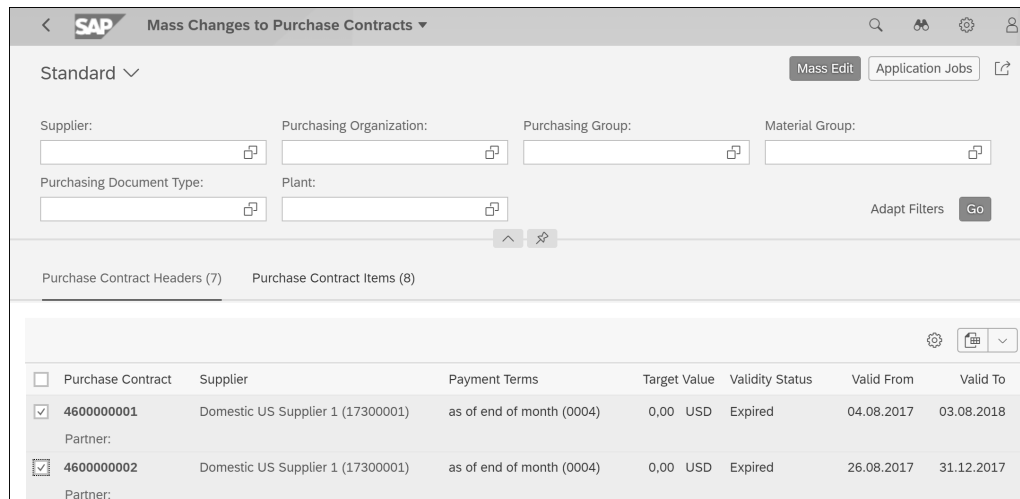 SAP Mass Changes to Purchase Contracts
Standard
Mass Edit Application Jobs
Supplier: Purchasing Organization: Purchasing Group: Material Group:
Purchasing Document Type: Plant:
Adapt Filters Go
Purchase Contract Headers (7) Purchase Contract Items (8)
Purchase Contract Supplier Payment Terms Target Value Validity Status Valid From Valid To
4600000001 Domestic US Supplier 1 (17300001) as of end of month (0004) 0,00 USD Expired 04.08.2017 03.08.2018
Partner:
4600000002 Domestic US Supplier 1 (17300001) as of end of month (0004) 0,00 USD Expired 26.08.2017 31.12.2017
Partner: